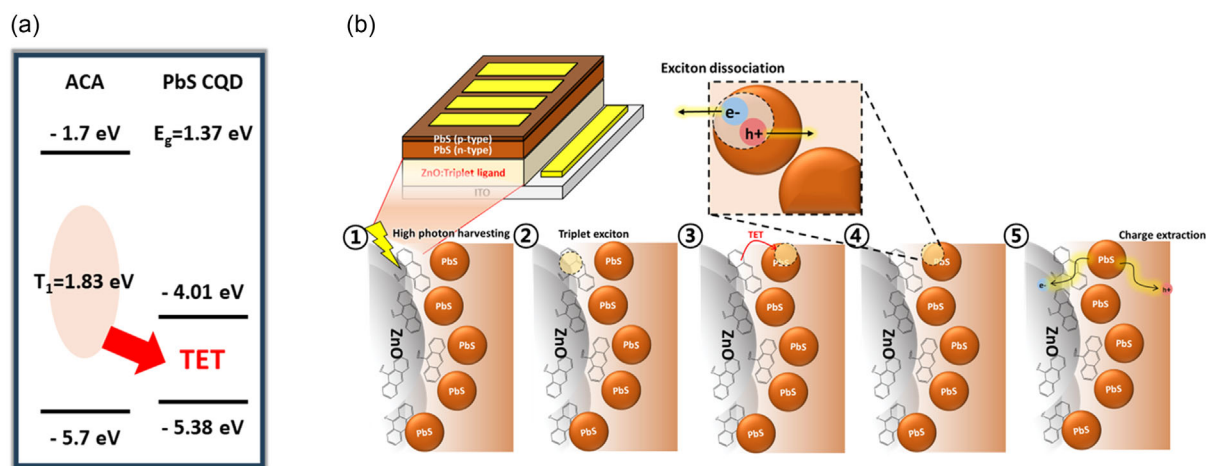 (a)
ACA PbS CQD
- 1.7 eV E_g=1.37 eV
T_1=1.83 eV
- 4.01 eV
TET
- 5.7 eV
- 5.38 eV
(b)
Exciton dissociation
e-
h+
PbS (p-type)
PbS (n-type)
ZnO:Triplet ligand
ITO
① High photon harvesting
ZnO
PbS
PbS
PbS
PbS
PbS
② Triplet exciton
ZnO
PbS
PbS
PbS
PbS
PbS
③
TET
ZnO
PbS
PbS
PbS
PbS
PbS
④
ZnO
PbS
PbS
PbS
PbS
PbS
⑤ Charge extraction
e-
h+
ZnO
PbS
PbS
PbS
PbS
PbS